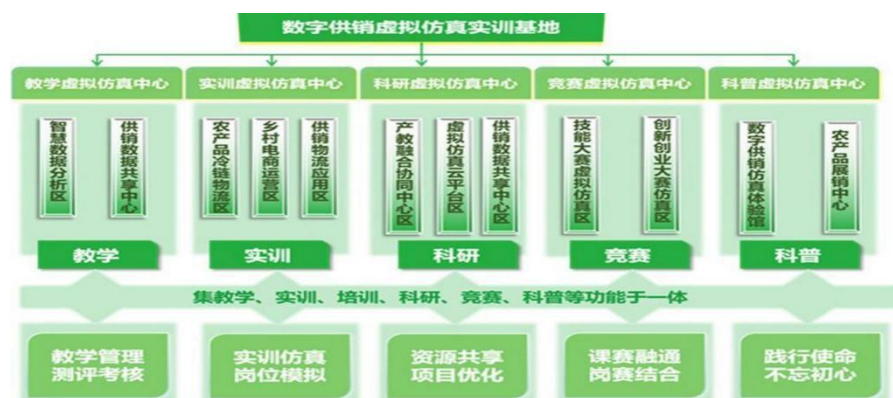 数字供销虚拟仿真实训基地
教学虚拟仿真中心
实训虚拟仿真中心
科研虚拟仿真中心
竞赛虚拟仿真中心
科普虚拟仿真中心
智慧数据分析区
供销数据共享中心
农产品冷链物流区
乡村电商运营区
供销物流应用区
产教融合协同中心区
虚拟仿真云平台区
供销数据共享中心区
技能大赛虚拟仿真区
创新创业大赛仿真区
数字供销仿真体验馆
农产品展销中心
教学
实训
科研
竞赛
科普
集教学、实训、培训、科研、竞赛、科普等功能于一体
教学管理
测评考核
实训仿真
岗位模拟
资源共享
项目优化
课赛融通
岗赛结合
践行使命
不忘初心